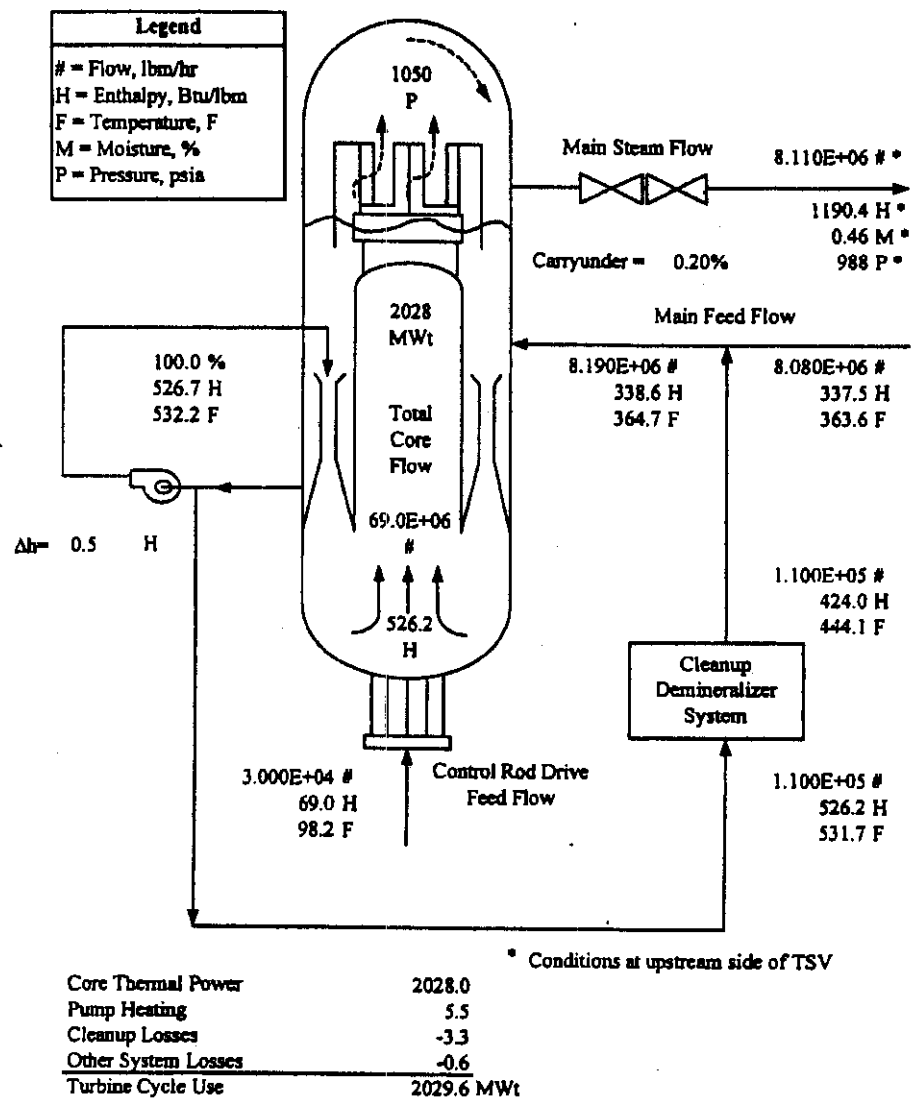 Legend
# = Flow, lbm/hr
H = Enthalpy, Btu/lbm
F = Temperature, F
M = Moisture, %
P = Pressure, psia
1050
P
Main Steam Flow
8.110E+06 # *
1190.4 H *
0.46 M *
988 P *
Carryunder = 0.20%
2028
MWt
Main Feed Flow
100.0 %
526.7 H
532.2 F
8.190E+06 #
338.6 H
364.7 F
8.080E+06 #
337.5 H
363.6 F
Total
Core
Flow
69.0E+06
#
Δh= 0.5 H
1.100E+05 #
424.0 H
444.1 F
526.2
H
Cleanup
Demineralizer
System
3.000E+04 #
69.0 H
98.2 F
Control Rod Drive
Feed Flow
1.100E+05 #
526.2 H
531.7 F
* Conditions at upstream side of TSV
Core Thermal Power 2028.0
Pump Heating 5.5
Cleanup Losses -3.3
Other System Losses -0.6
Turbine Cycle Use 2029.6 MWt